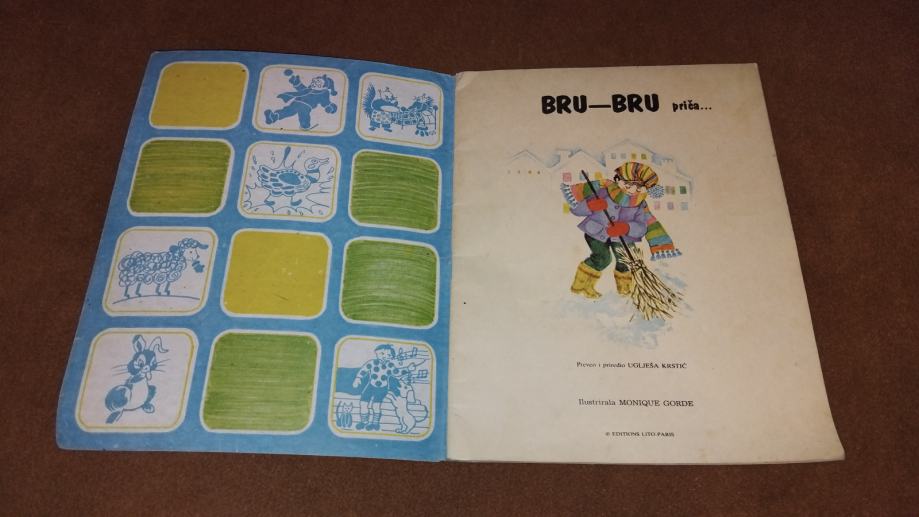 BRU—BRU priča...
Preveo i priredio UGLJEŠA KRSTIĆ
Ilustrirala MONIQUE GORDE
© EDITIONS LITO-PARIS